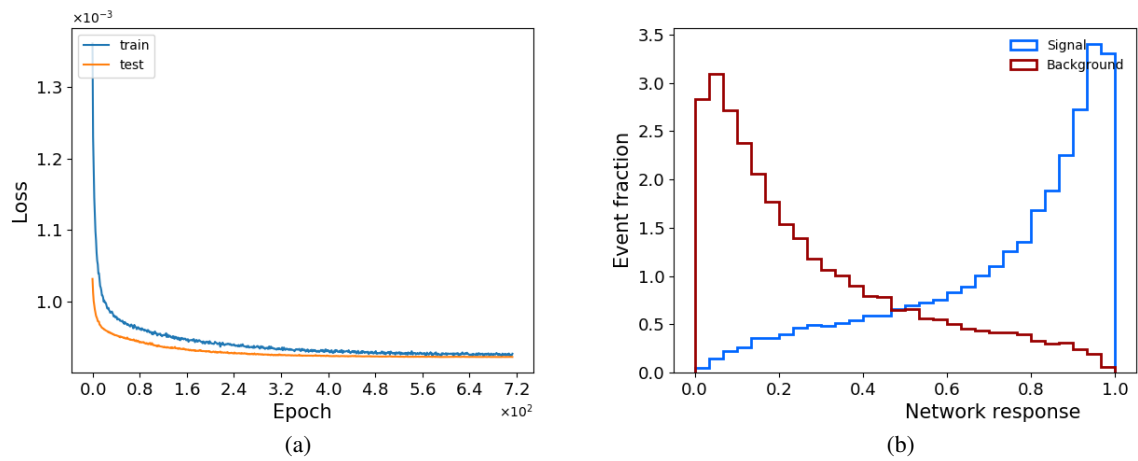 ×10⁻³
train
test
1.3
1.2
1.1
1.0
Loss
0.0 0.8 1.6 2.4 3.2 4.0 4.8 5.6 6.4 7.2
Epoch
×10²
(a)
Signal
Background
3.5
3.0
2.5
2.0
1.5
1.0
0.5
0.0
Event fraction
0.0 0.2 0.4 0.6 0.8 1.0
Network response
(b)